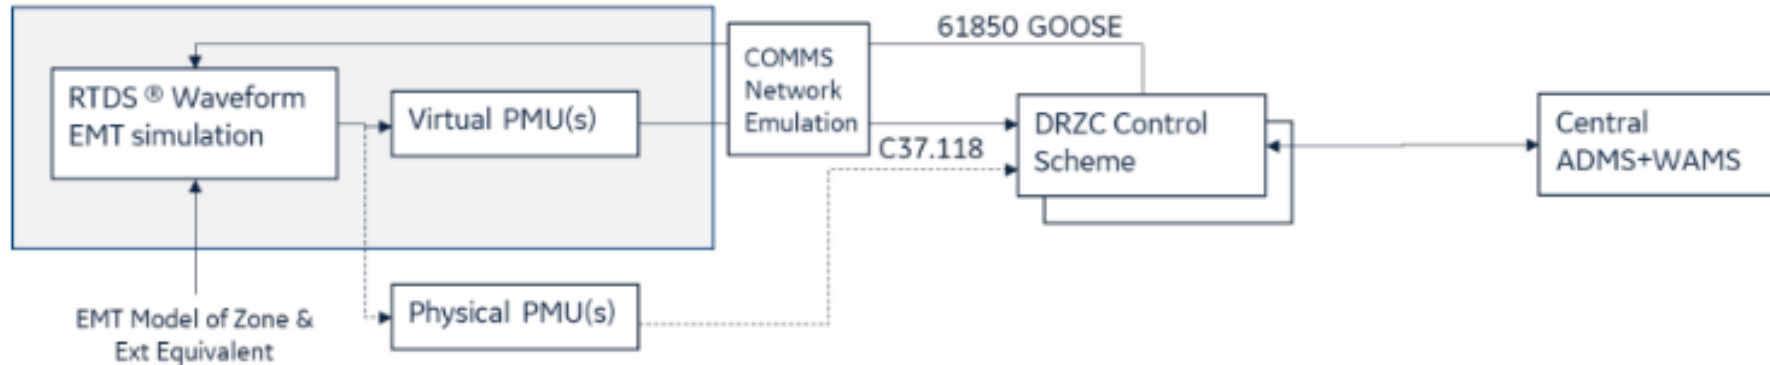 61850 GOOSE
RTDS ® Waveform
EMT simulation
Virtual PMU(s)
COMMS
Network
Emulation
C37.118
DRZC Control
Scheme
Central
ADMS+WAMS
Physical PMU(s)
EMT Model of Zone &
Ext Equivalent